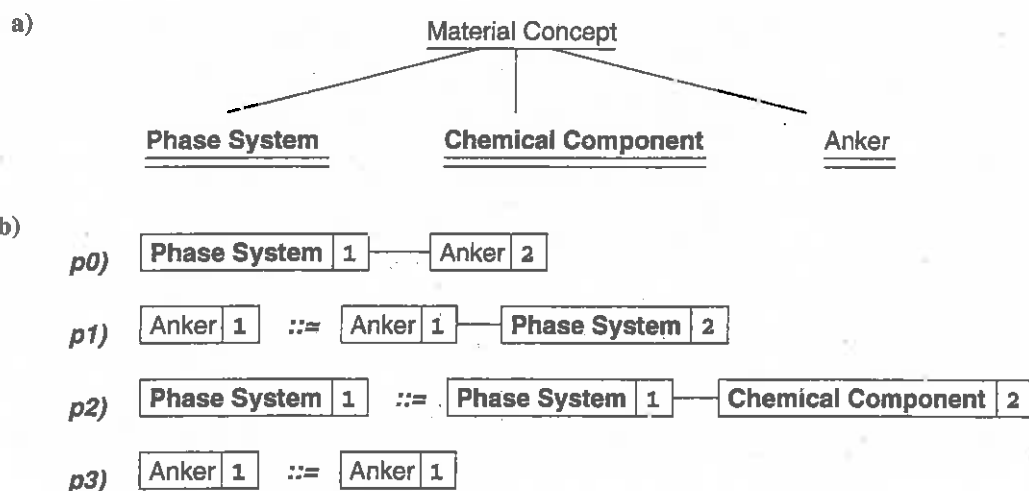 a)
Material Concept
Phase System Chemical Component Anker
b)
p0) Phase System 1 Anker 2
p1) Anker 1 ::= Anker 1 Phase System 2
p2) Phase System 1 ::= Phase System 1 Chemical Component 2
p3) Anker 1 ::= Anker 1